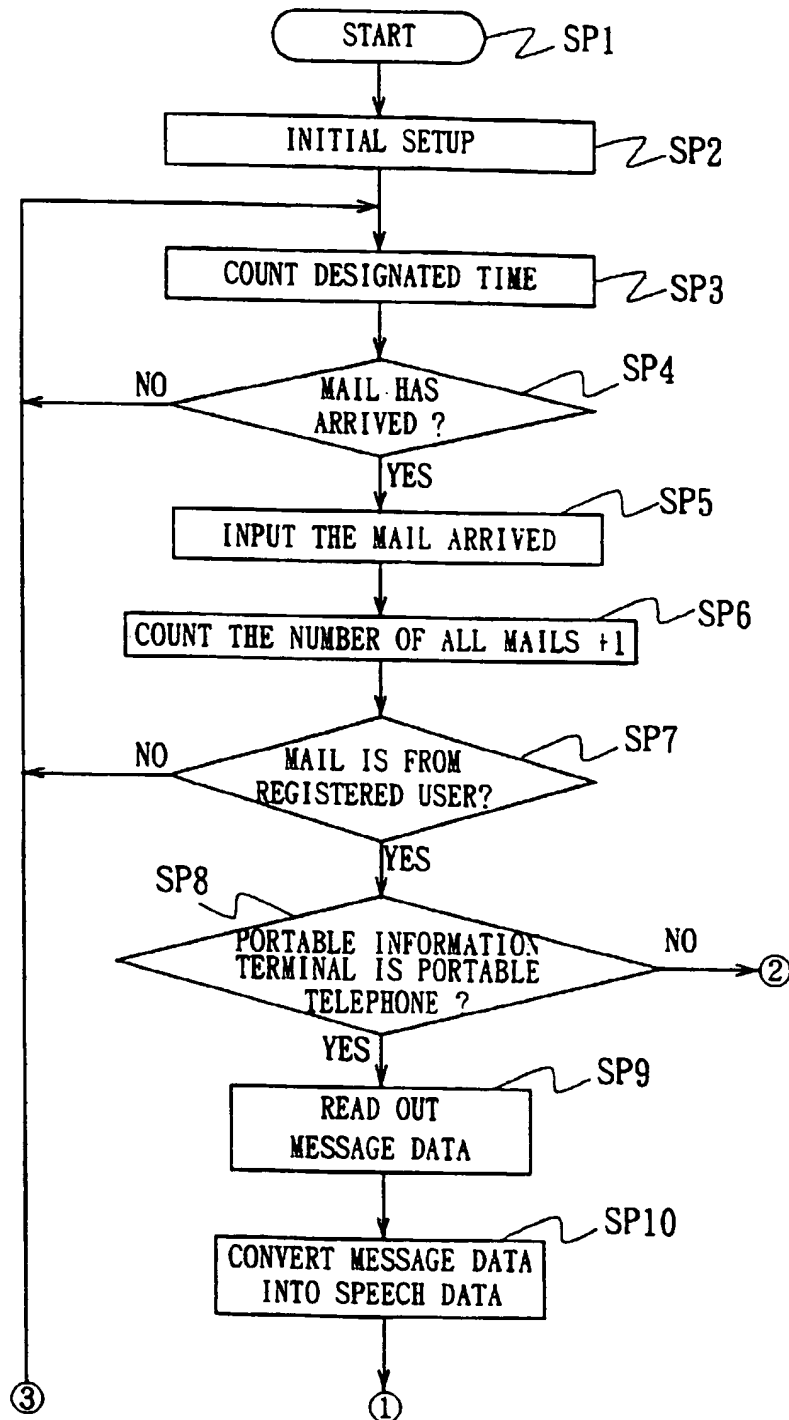 START
SP1
INITIAL SETUP
SP2
COUNT DESIGNATED TIME
SP3
SP4
NO
MAIL HAS
ARRIVED ?
YES
SP5
INPUT THE MAIL ARRIVED
SP6
COUNT THE NUMBER OF ALL MAILS +1
SP7
NO
MAIL IS FROM
REGISTERED USER?
YES
SP8
PORTABLE INFORMATION
TERMINAL IS PORTABLE
TELEPHONE ?
NO
②
YES
SP9
READ OUT
MESSAGE DATA
SP10
CONVERT MESSAGE DATA
INTO SPEECH DATA
③
①